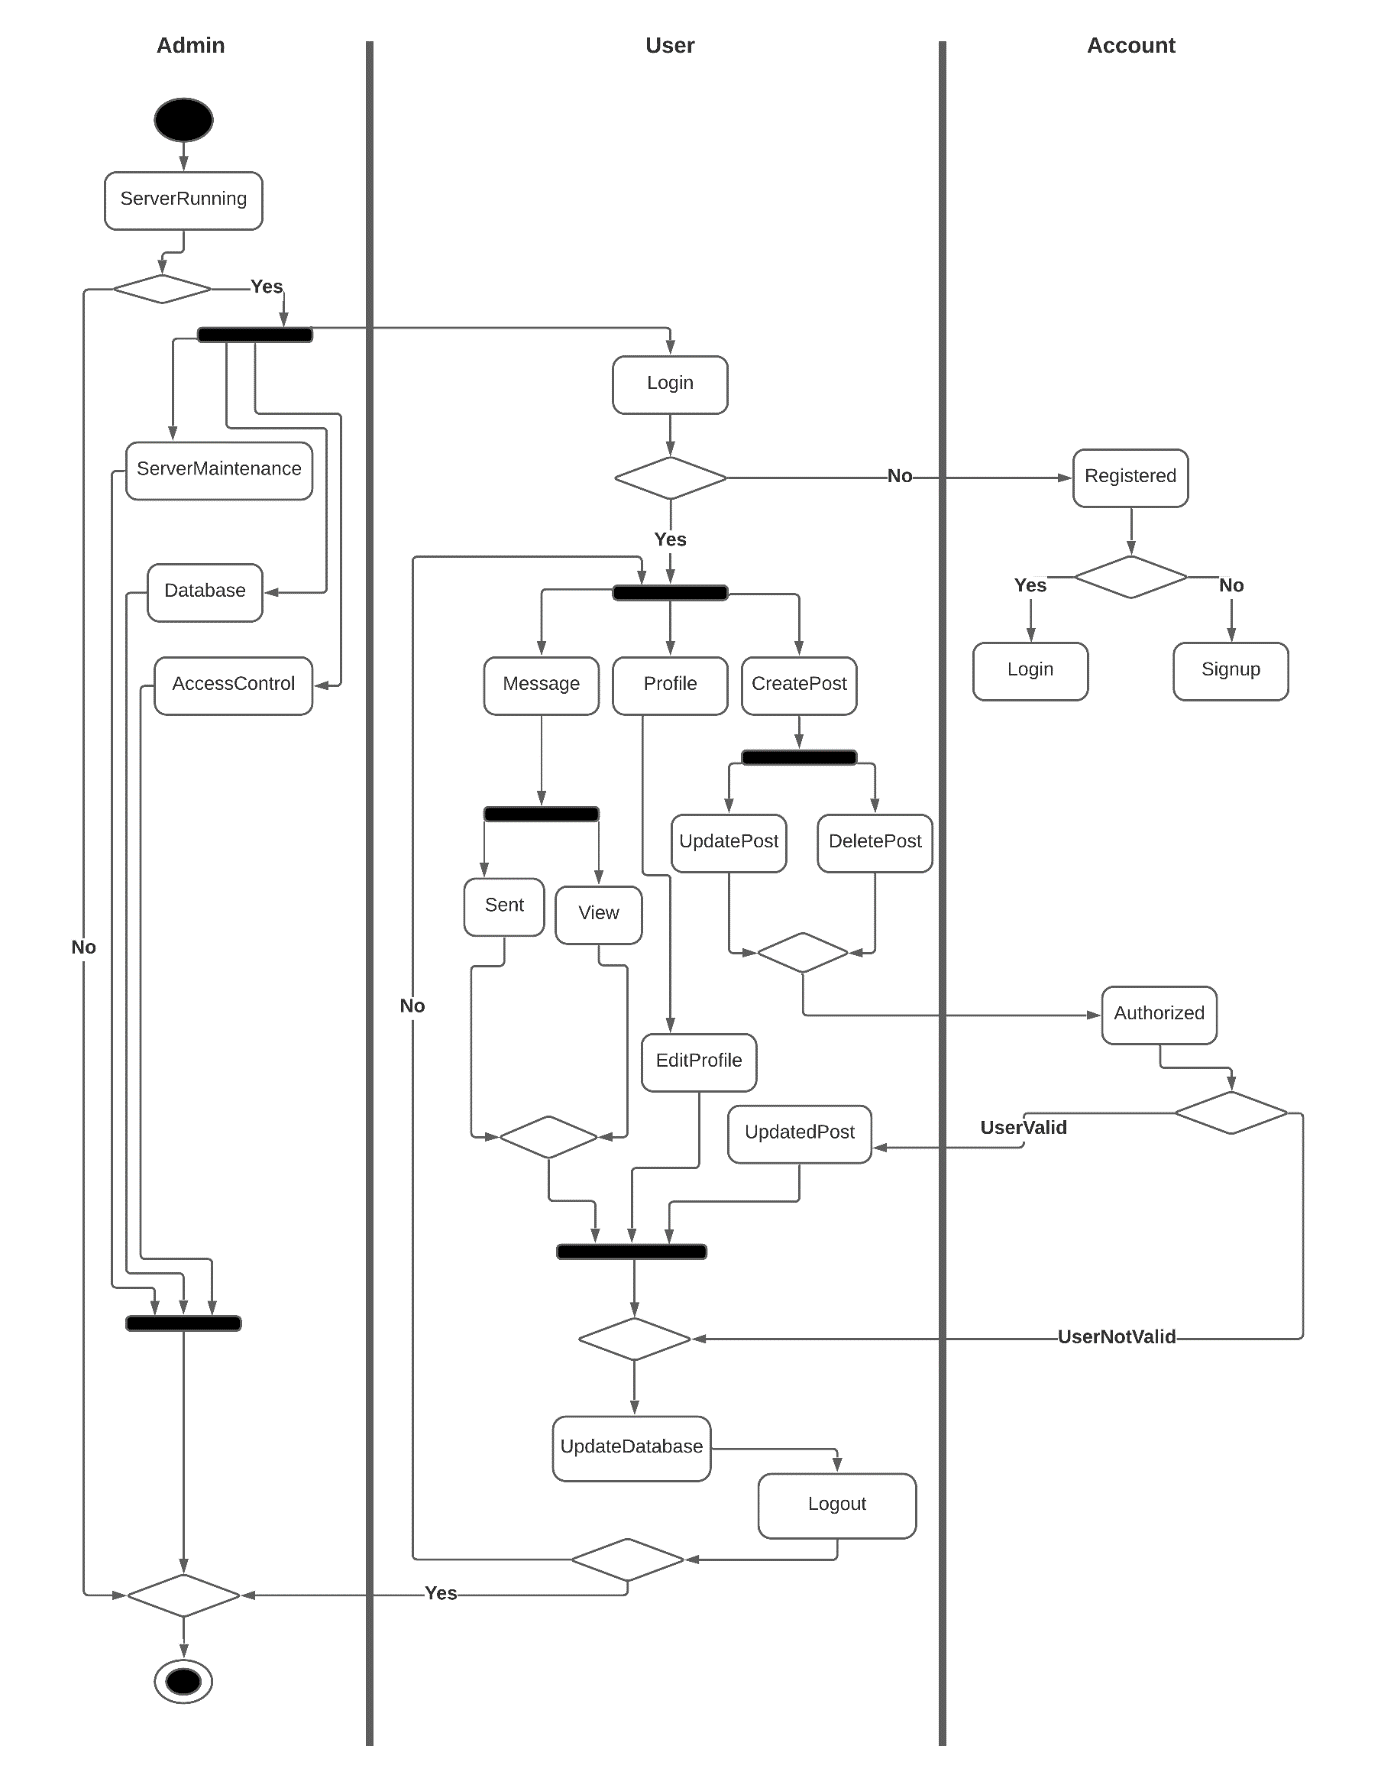 Admin
User
Account
ServerRunning
Yes
Login
ServerMaintenance
No
Registered
Yes
Database
Yes
No
AccessControl
Message
Profile
CreatePost
Login
Signup
UpdatePost
DeletePost
Sent
View
No
No
Authorized
EditProfile
UpdatedPost
UserValid
UserNotValid
UpdateDatabase
Logout
Yes